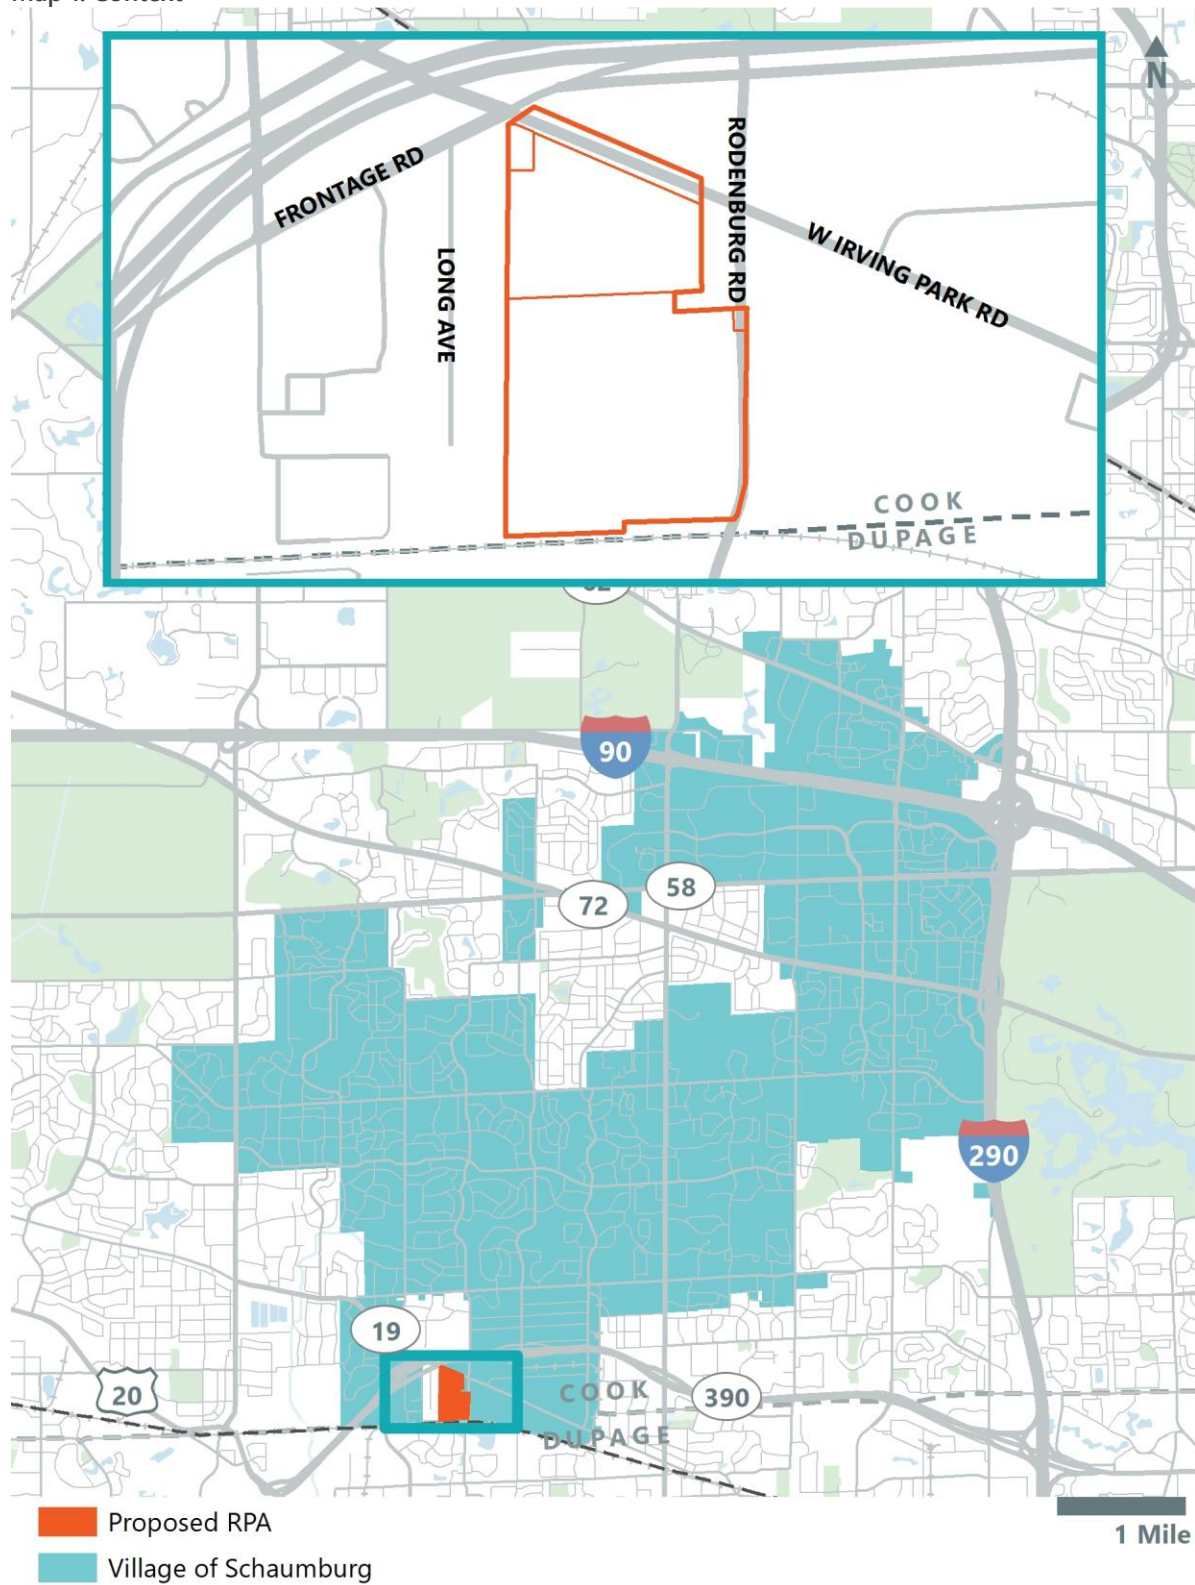 N
FRONTAGE RD
LONG AVE
RODENBURG RD
W IRVING PARK RD
COOK
DUPAGE
90
58
72
290
19
20
COOK
390
DUPAGE
Proposed RPA
1 Mile
Village of Schaumburg